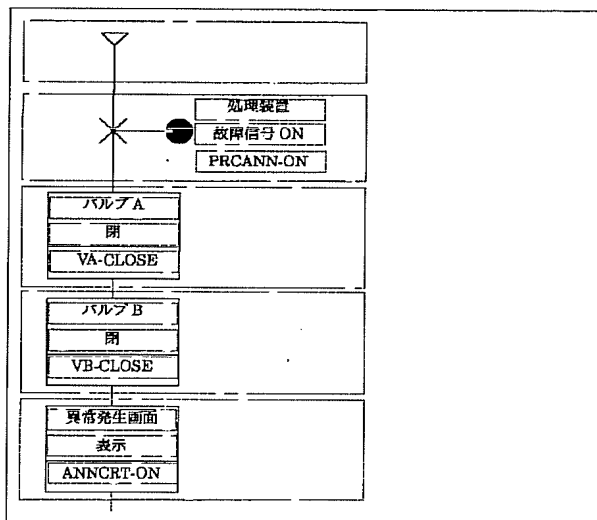 処理装置
故障信号 ON
PRCANN-ON
バルブ A
閉
VA-CLOSE
バルブ B
閉
VB-CLOSE
異常発生画面
表示
ANNCRT-ON